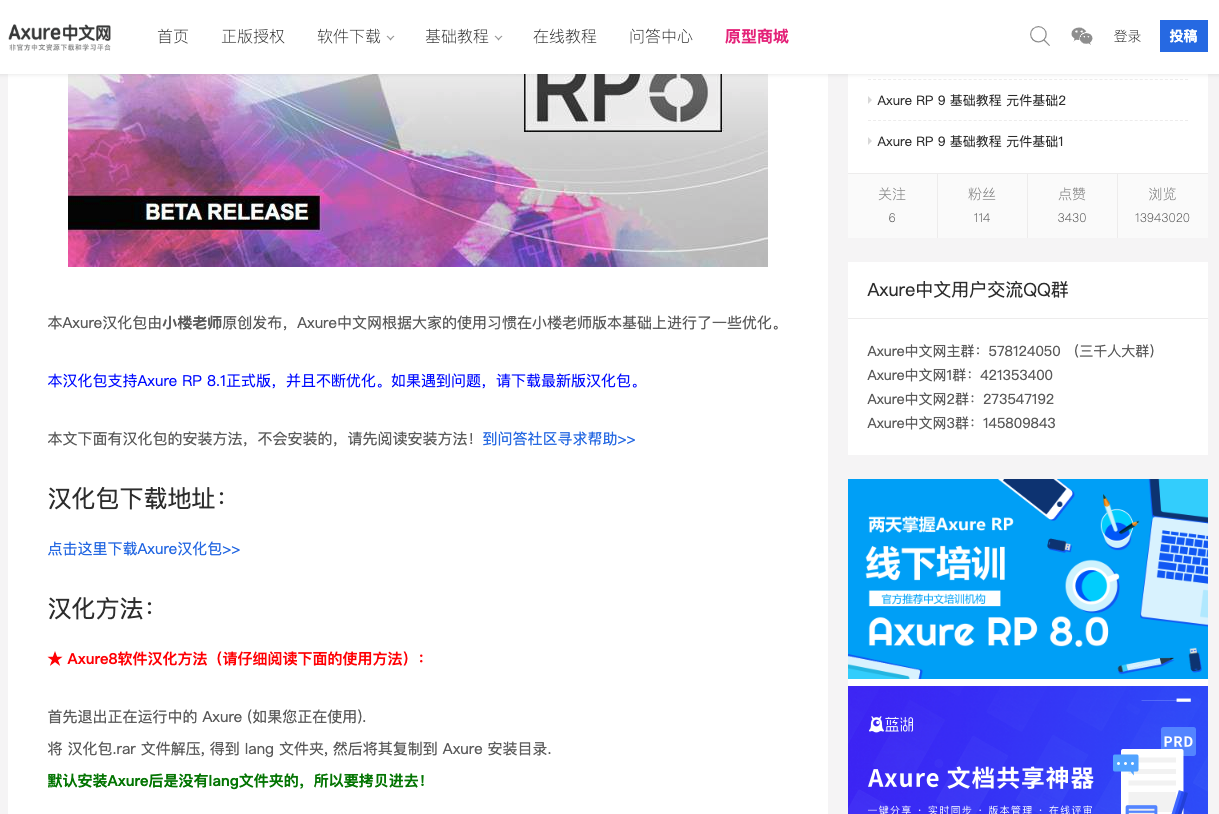 Axure中文网
非官方中文资源下载和学习平台
首页 正版授权 软件下载 基础教程 在线教程 问答中心 原型商城 登录 投稿
RP8
BETA RELEASE
本Axure汉化包由小楼老师原创发布，Axure中文网根据大家的使用习惯在小楼老师版本基础上进行了一些优化。
本汉化包支持Axure RP 8.1正式版，并且不断优化。如果遇到问题，请下载最新版汉化包。
本文下面有汉化包的安装方法，不会安装的，请先阅读安装方法！到问答社区寻求帮助>>
汉化包下载地址：
点击这里下载Axure汉化包>>
汉化方法：
★ Axure8软件汉化方法（请仔细阅读下面的使用方法）：
首先退出正在运行中的 Axure (如果您正在使用).
将 汉化包.rar 文件解压, 得到 lang 文件夹, 然后将其复制到 Axure 安装目录.
默认安装Axure后是没有lang文件夹的，所以要拷贝进去！
Axure RP 9 基础教程 元件基础2
Axure RP 9 基础教程 元件基础1
关注 粉丝 点赞 浏览
6 114 3430 13943020
Axure中文用户交流QQ群
Axure中文网主群：578124050 （三千人大群）
Axure中文网1群：421353400
Axure中文网2群：273547192
Axure中文网3群：145809843
两天掌握Axure RP
线下培训
官方推荐中文培训机构
Axure RP 8.0
蓝湖
PRD
Axure 文档共享神器
一键分享 · 实时同步 · 版本管理 · 在线评审